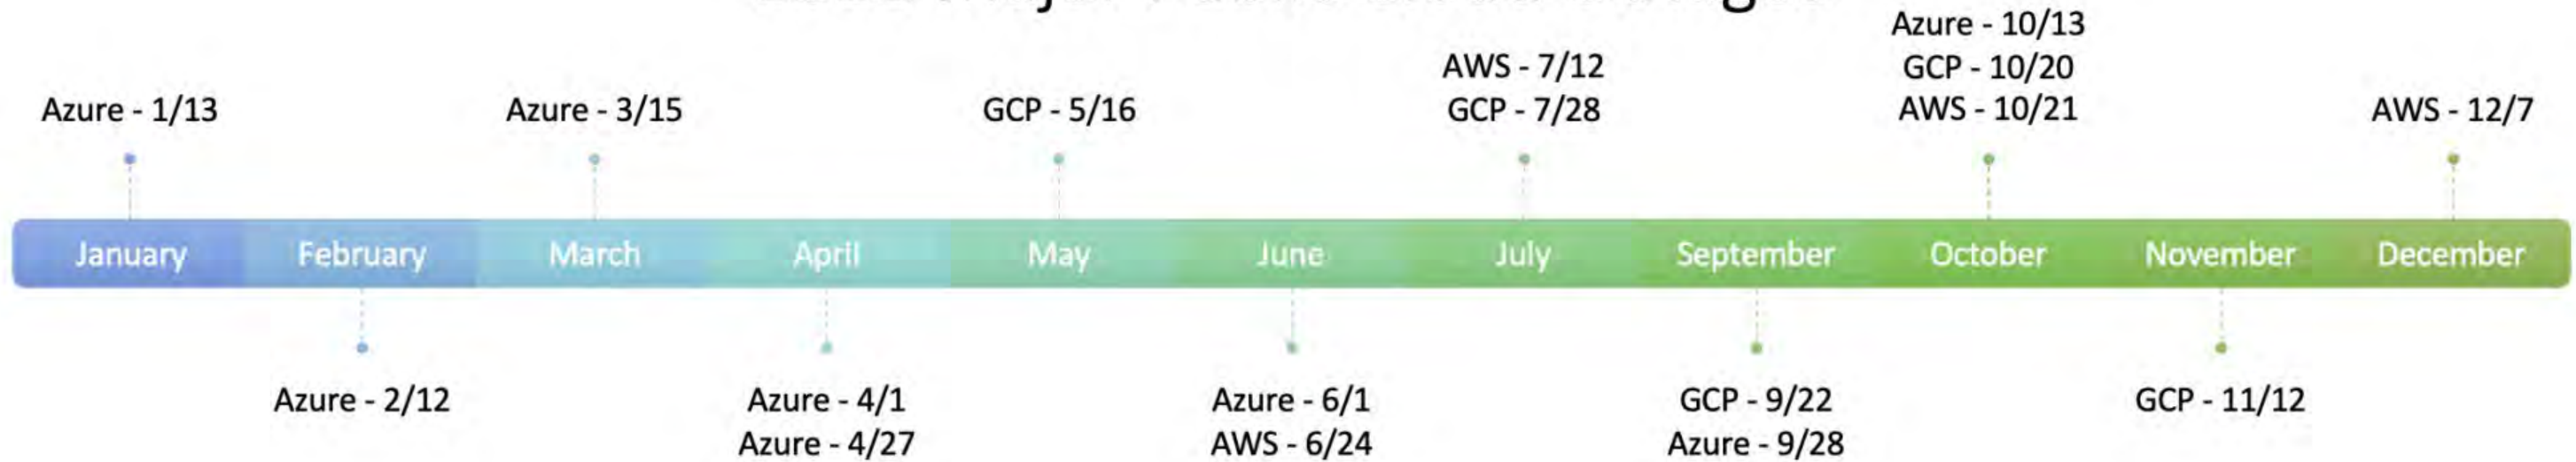 Azure - 10/13
AWS - 7/12
GCP - 10/20
Azure - 1/13
Azure - 3/15
GCP - 5/16
GCP - 7/28
AWS - 10/21
AWS - 12/7
January
February
March
April
May
June
July
September
October
November
December
Azure - 2/12
Azure - 4/1
Azure - 4/27
Azure - 6/1
AWS - 6/24
GCP - 9/22
Azure - 9/28
GCP - 11/12